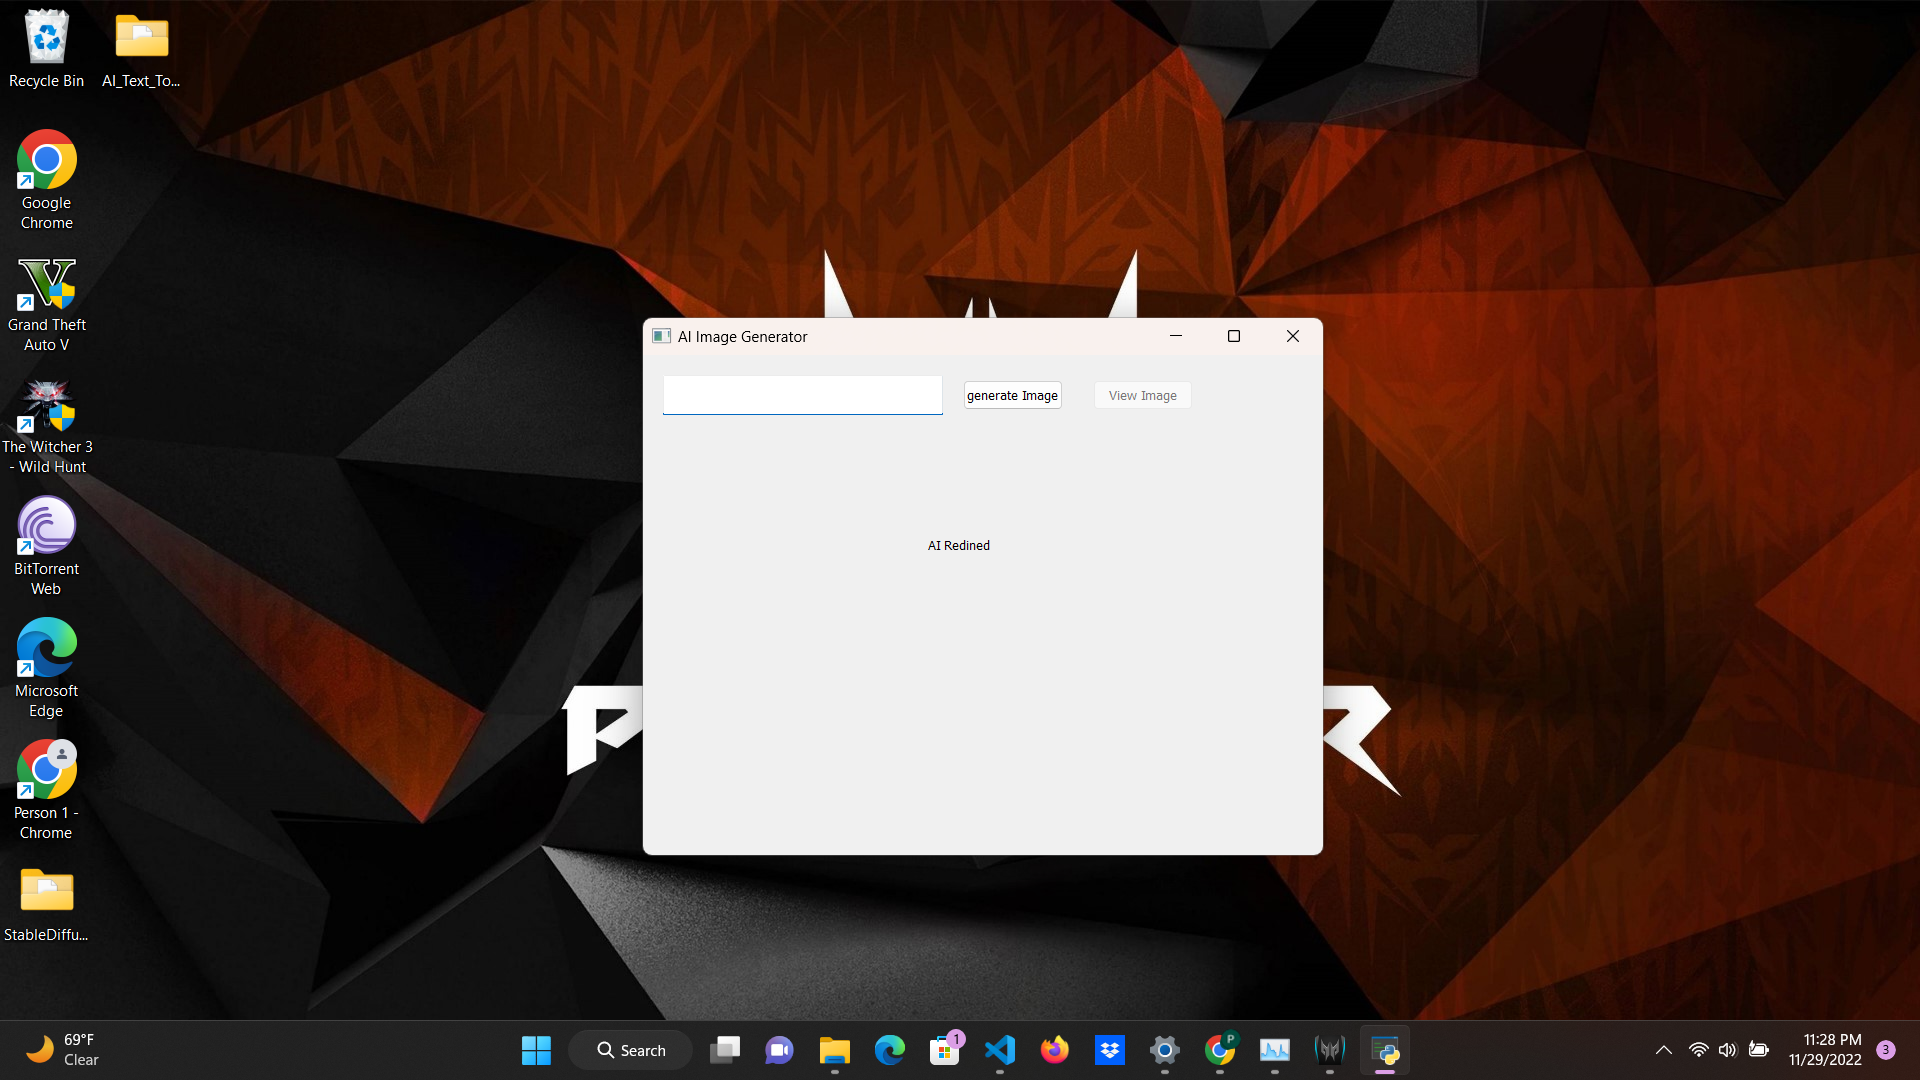 Recycle Bin
AI_Text_To...
Google
Chrome
Grand Theft
Auto V
The Witcher 3
- Wild Hunt
BitTorrent
Web
Microsoft
Edge
Person 1 -
Chrome
StableDiffu...
AI Image Generator
generate Image
View Image
AI Redined
P
R
69°F
Clear
Search
1
P
11:28 PM
11/29/2022
3